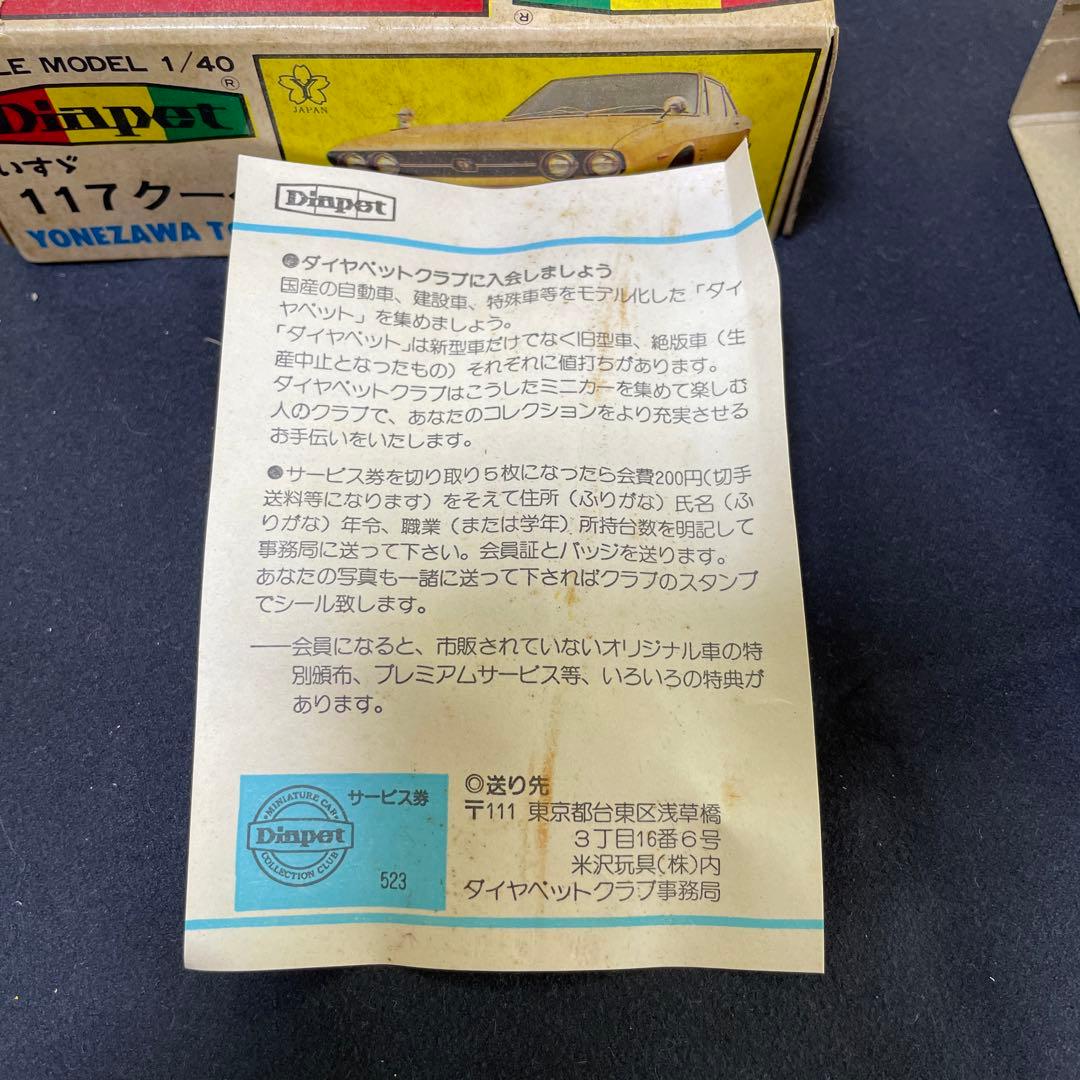 LE MODEL 1/40
®
®
Diapet
Y
JAPAN
いすゞ
117クー
YONEZAWA
Diapet
●ダイヤペットクラブに入会しましょう
国産の自動車、建設車、特殊車等をモデル化した「ダイ
ヤペット」を集めましょう。
「ダイヤペット」は新型車だけでなく旧型車、絶版車(生
産中止となったもの)それぞれに値打ちがあります。
ダイヤペットクラブはこうしたミニカーを集めて楽しむ
人のクラブで、あなたのコレクションをより充実させる
お手伝いをいたします。
●サービス券を切り取り5枚になったら会費200円(切手
送料等になります)をそえて住所(ふりがな)氏名(ふ
りがな)年令、職業(または学年)所持台数を明記して
事務局に送って下さい。会員証とバッジを送ります。
あなたの写真も一諸に送って下さればクラブのスタンプ
でシール致します。
──会員になると、市販されていないオリジナル車の特
別頒布、プレミアムサービス等、いろいろの特典が
あります。
サービス券
MINIATURE CAR
Diapet
COLLECTION CLUB
523
◎送り先
〒111 東京都台東区浅草橋
3丁目16番6号
米沢玩具(株)内
ダイヤペットクラブ事務局